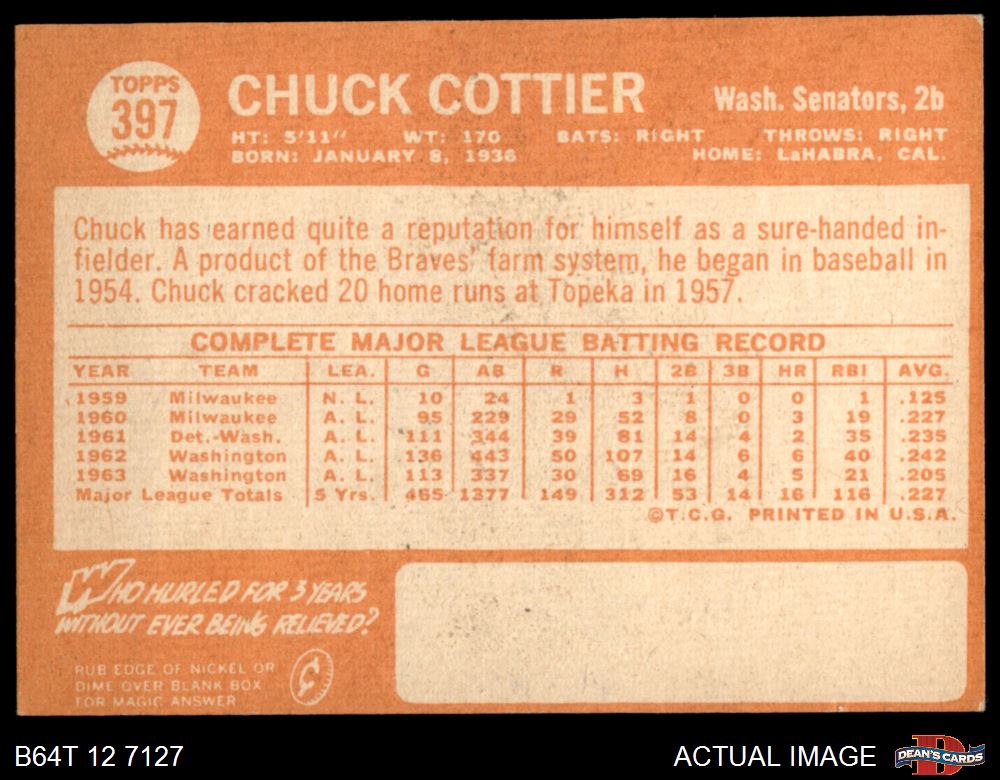 TOPPS
397
CHUCK COTTIER
Wash. Senators, 2b
HT: 5'11" WT: 170 BATS: RIGHT THROWS: RIGHT
BORN: JANUARY 8, 1936 HOME: LaHABRA, CAL.
Chuck has earned quite a reputation for himself as a sure-handed in-
fielder. A product of the Braves' farm system, he began in baseball in
1954. Chuck cracked 20 home runs at Topeka in 1957.
COMPLETE MAJOR LEAGUE BATTING RECORD
YEAR TEAM LEA. G AB R H 2B 3B HR RBI AVG.
1959 Milwaukee N. L. 10 24 1 3 1 0 0 1 .125
1960 Milwaukee A. L. 95 229 29 52 8 0 3 19 .227
1961 Det.-Wash. A. L. 111 344 39 81 14 4 2 35 .235
1962 Washington A. L. 136 443 50 107 14 6 6 40 .242
1963 Washington A. L. 113 337 30 69 16 4 5 21 .205
Major League Totals 5 Yrs. 465 1377 149 312 53 14 16 116 .227
©T.C.G. PRINTED IN U.S.A.
WHO HURLED FOR 3 YEARS
WITHOUT EVER BEING RELIEVED?
RUB EDGE OF NICKEL OR
DIME OVER BLANK BOX
FOR MAGIC ANSWER
B64T 12 7127
ACTUAL IMAGE
DEAN'S CARDS